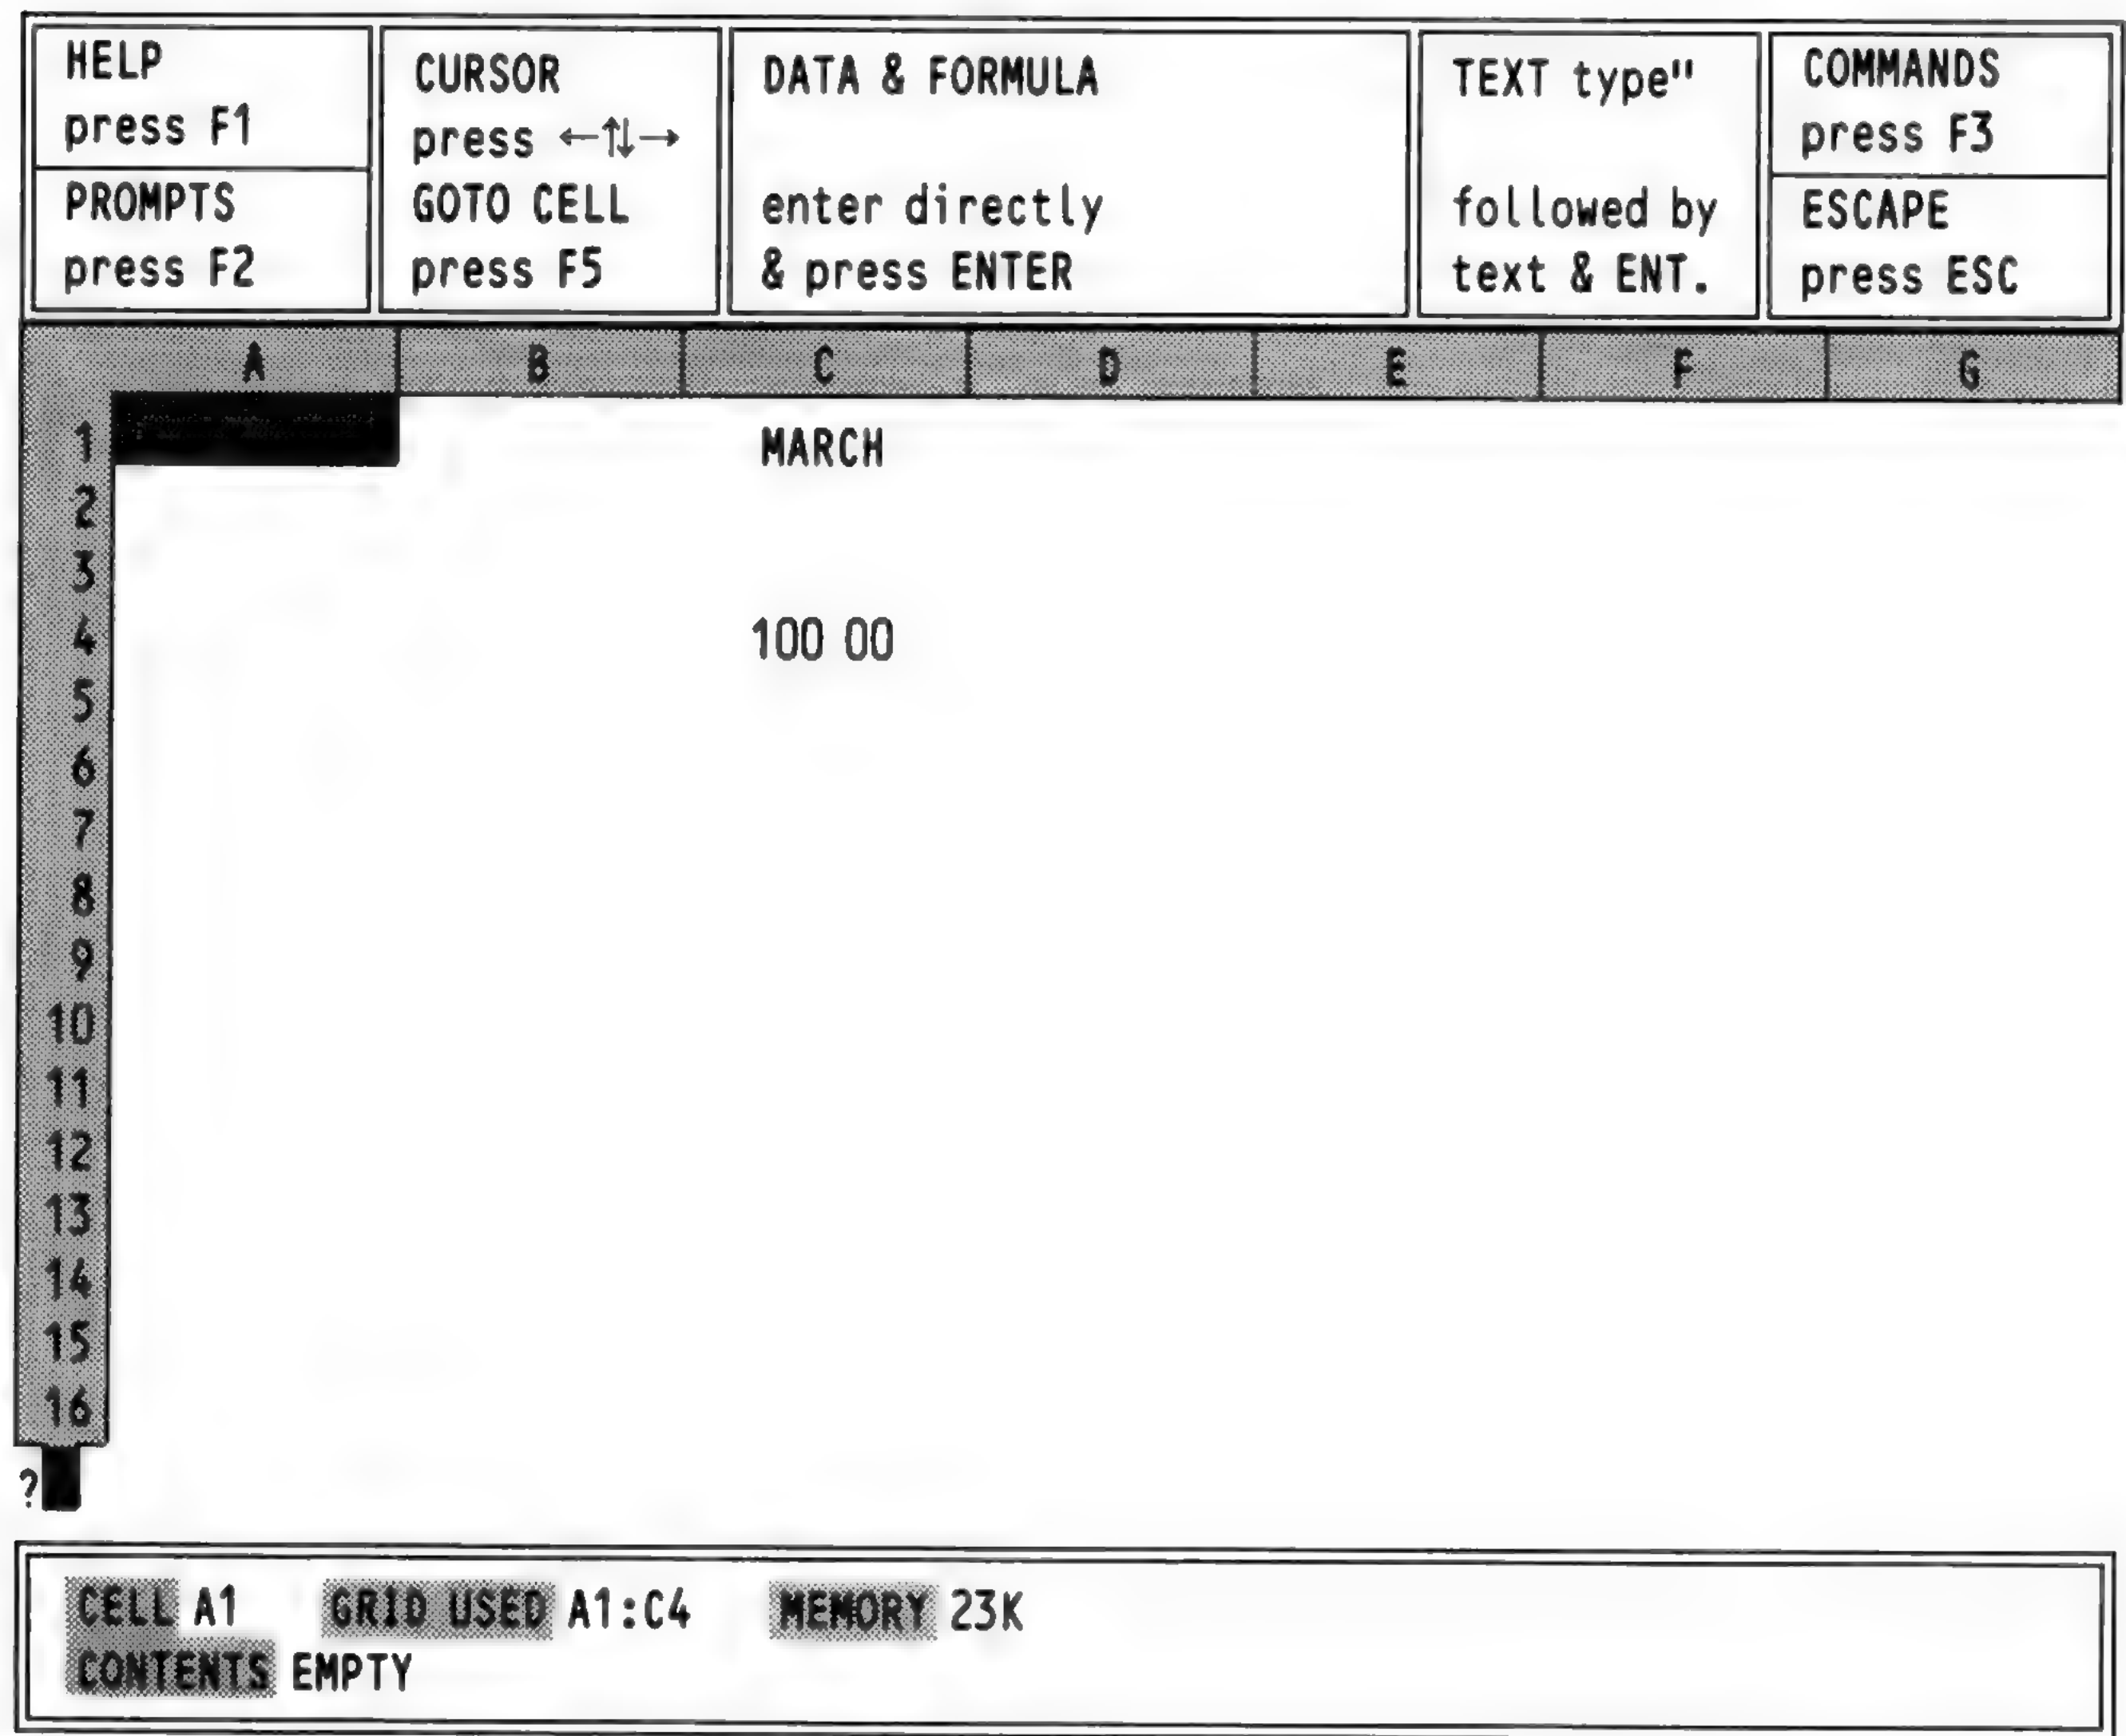 HELP
press F1
PROMPTS
press F2
CURSOR
press ←↑↓→
GOTO CELL
press F5
DATA & FORMULA
enter directly
& press ENTER
TEXT type"
followed by
text & ENT.
COMMANDS
press F3
ESCAPE
press ESC
A B C D E F G
1 MARCH
2
3
4 100 00
5
6
7
8
9
10
11
12
13
14
15
16
?
CELL A1 GRID USED A1:C4 MEMORY 23K
CONTENTS EMPTY